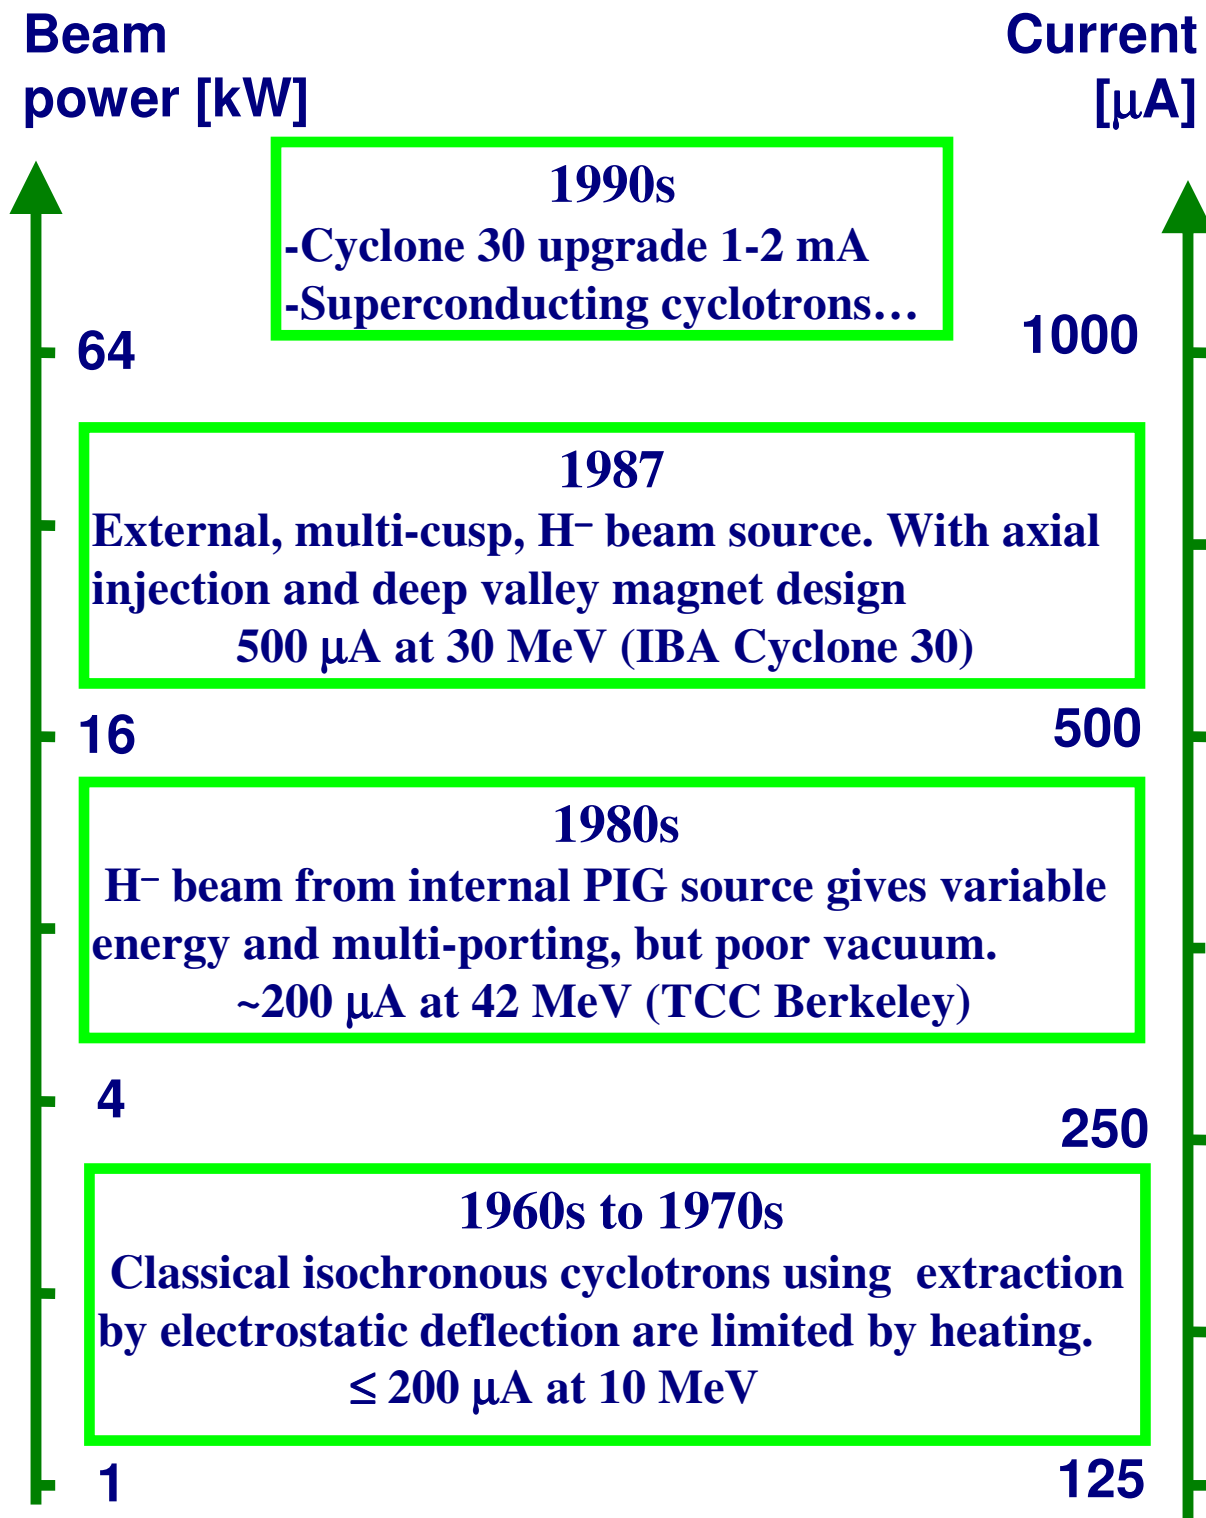 Beam
power [kW]
Current
[μA]
1990s
-Cyclone 30 upgrade 1-2 mA
-Superconducting cyclotrons…
64
1000
1987
External, multi-cusp, H⁻ beam source. With axial
injection and deep valley magnet design
500 μA at 30 MeV (IBA Cyclone 30)
16
500
1980s
H⁻ beam from internal PIG source gives variable
energy and multi-porting, but poor vacuum.
~200 μA at 42 MeV (TCC Berkeley)
4
250
1960s to 1970s
Classical isochronous cyclotrons using extraction
by electrostatic deflection are limited by heating.
≤ 200 μA at 10 MeV
1
125